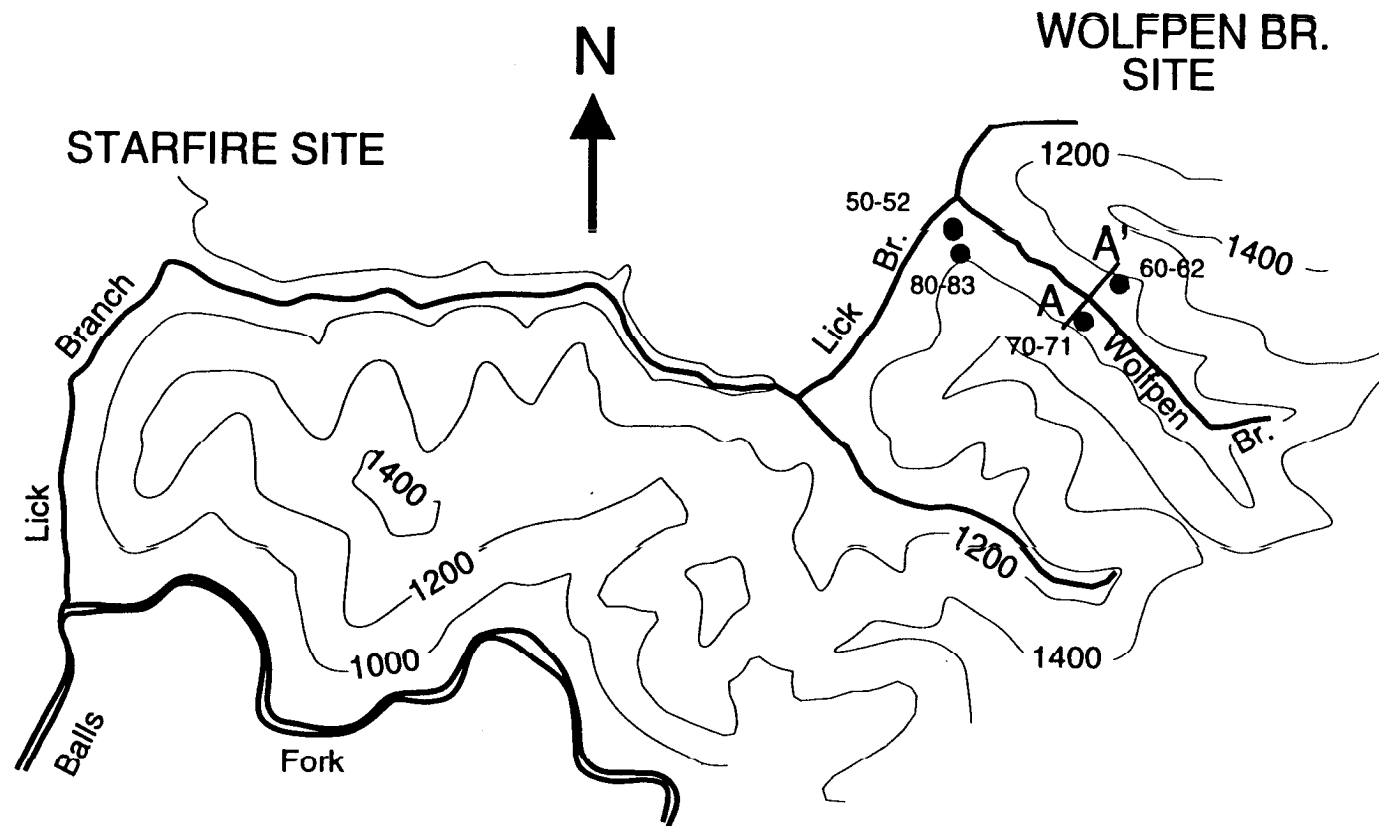 WOLFPEN BR.
SITE
N
STARFIRE SITE
1200
50-52
A'
1400
60-62
Br.
80-83
A
Branch
Lick
70-71
Wolfpen
Br.
1400
Lick
1200
1200
1000
1400
Balls
Fork